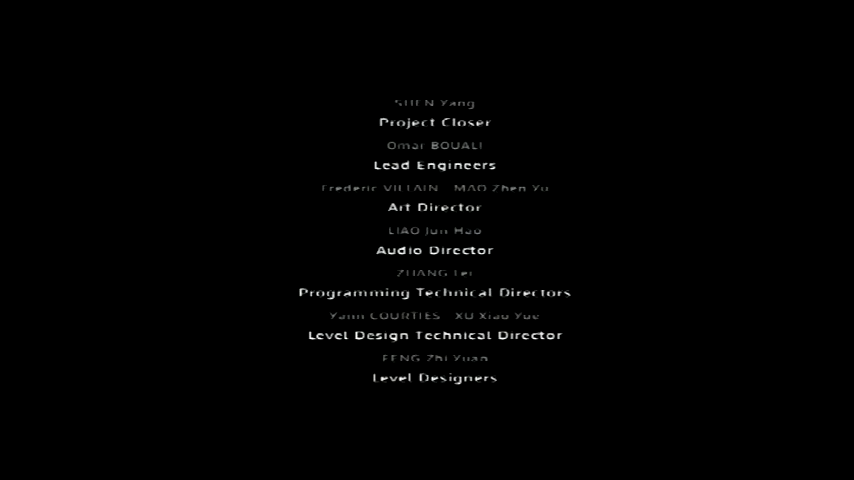 SHEN Yang
Project Closer
Omar BOUALI
Lead Engineers
Frederic VILLAIN MAO Zhen Yu
Art Director
LIAO Jun Hao
Audio Director
ZHANG Lei
Programming Technical Directors
Yann COURTIES XU Xiao Yue
Level Design Technical Director
FENG Zhi Yuan
Level Designers